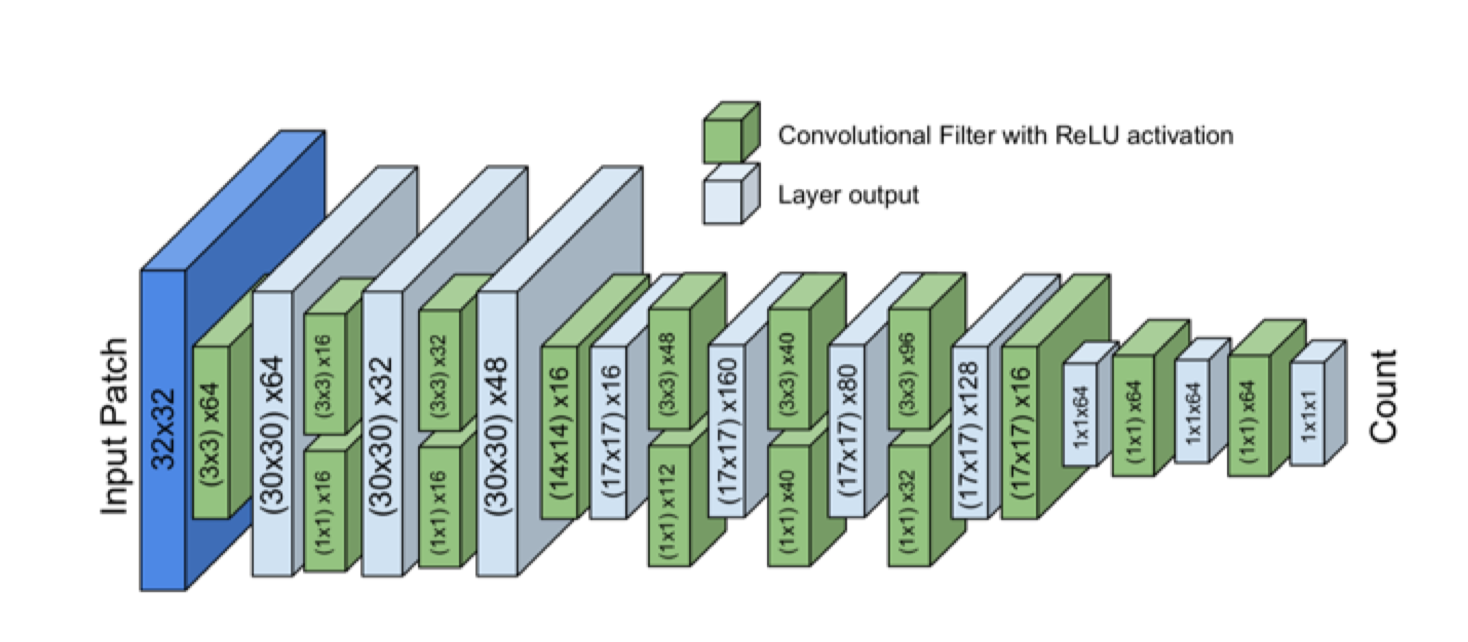 Convolutional Filter with ReLU activation
Layer output
Input Patch
32x32
(3x3) x64
(30x30) x64
(3x3) x16
(1x1) x16
(30x30) x32
(3x3) x32
(1x1) x16
(30x30) x48
(14x14) x16
(17x17) x16
(3x3) x48
(1x1) x112
(17x17) x160
(3x3) x40
(1x1) x40
(17x17) x80
(3x3) x96
(1x1) x32
(17x17) x128
(17x17) x16
1x1x64
(1x1) x64
1x1x64
(1x1) x64
1x1x1
Count